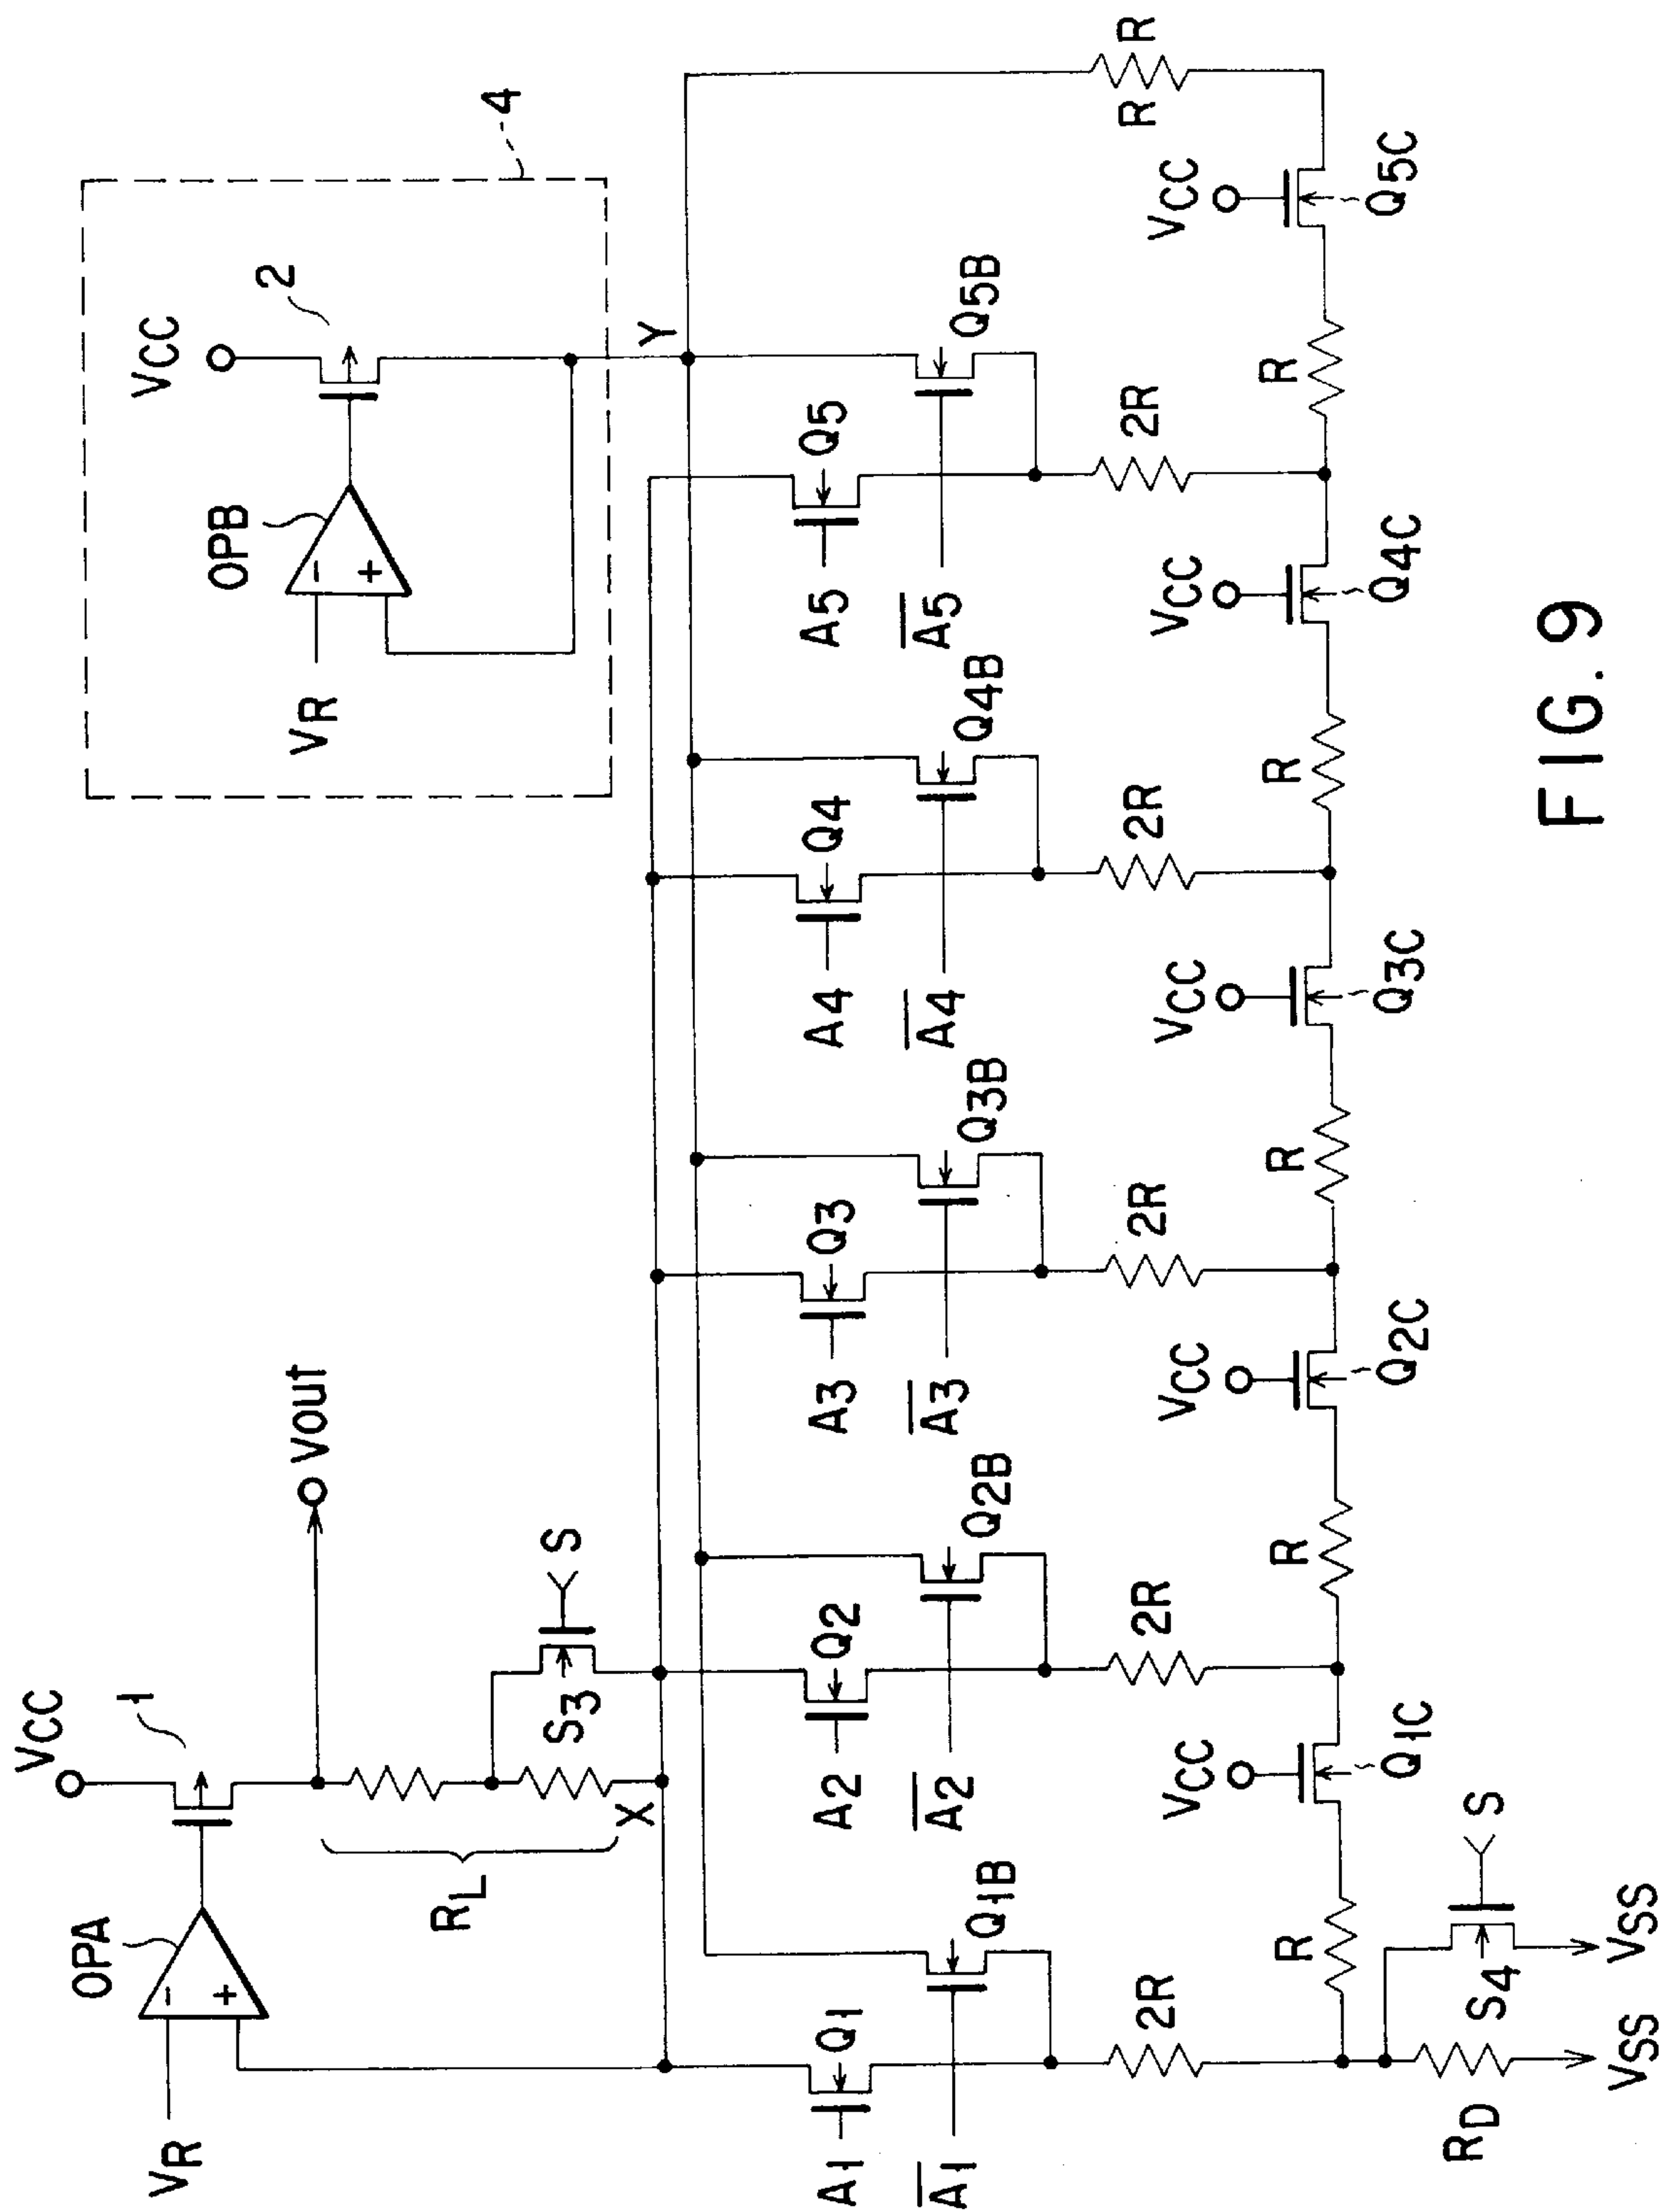 VCC
1
OPA
−
+
VR
Vout
RL
S3
S
X
VCC
2
OPB
−
+
VR
4
Y
A1
Q1
A̅1̅
Q1B
A2
Q2
A̅2̅
Q2B
A3
Q3
A̅3̅
Q3B
A4
Q4
A̅4̅
Q4B
A5
Q5
A̅5̅
Q5B
2R
2R
2R
2R
2R
R
R
R
VCC
Q1C
R
VCC
Q2C
R
VCC
Q3C
R
VCC
Q4C
R
VCC
Q5C
RD
S4
S
VSS
VSS
FIG. 9